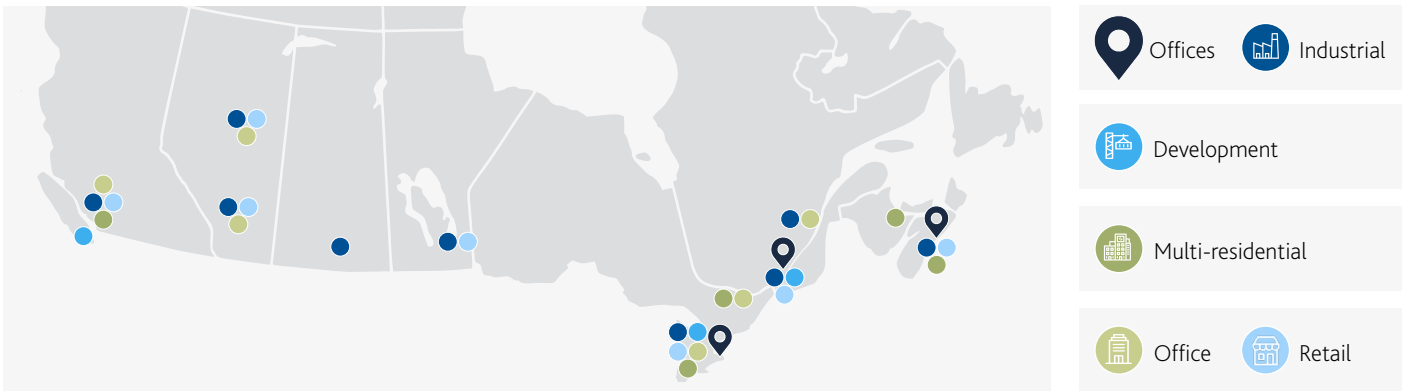 Offices
Industrial
Development
Multi-residential
Office
Retail